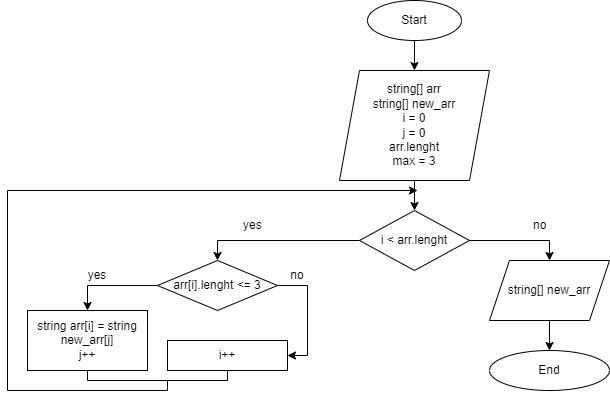 Start
string[] arr
string[] new_arr
i = 0
j = 0
arr.lenght
max = 3
yes
i < arr.lenght
no
yes
arr[i].lenght <= 3
no
string[] new_arr
string arr[i] = string
new_arr[j]
j++
i++
End